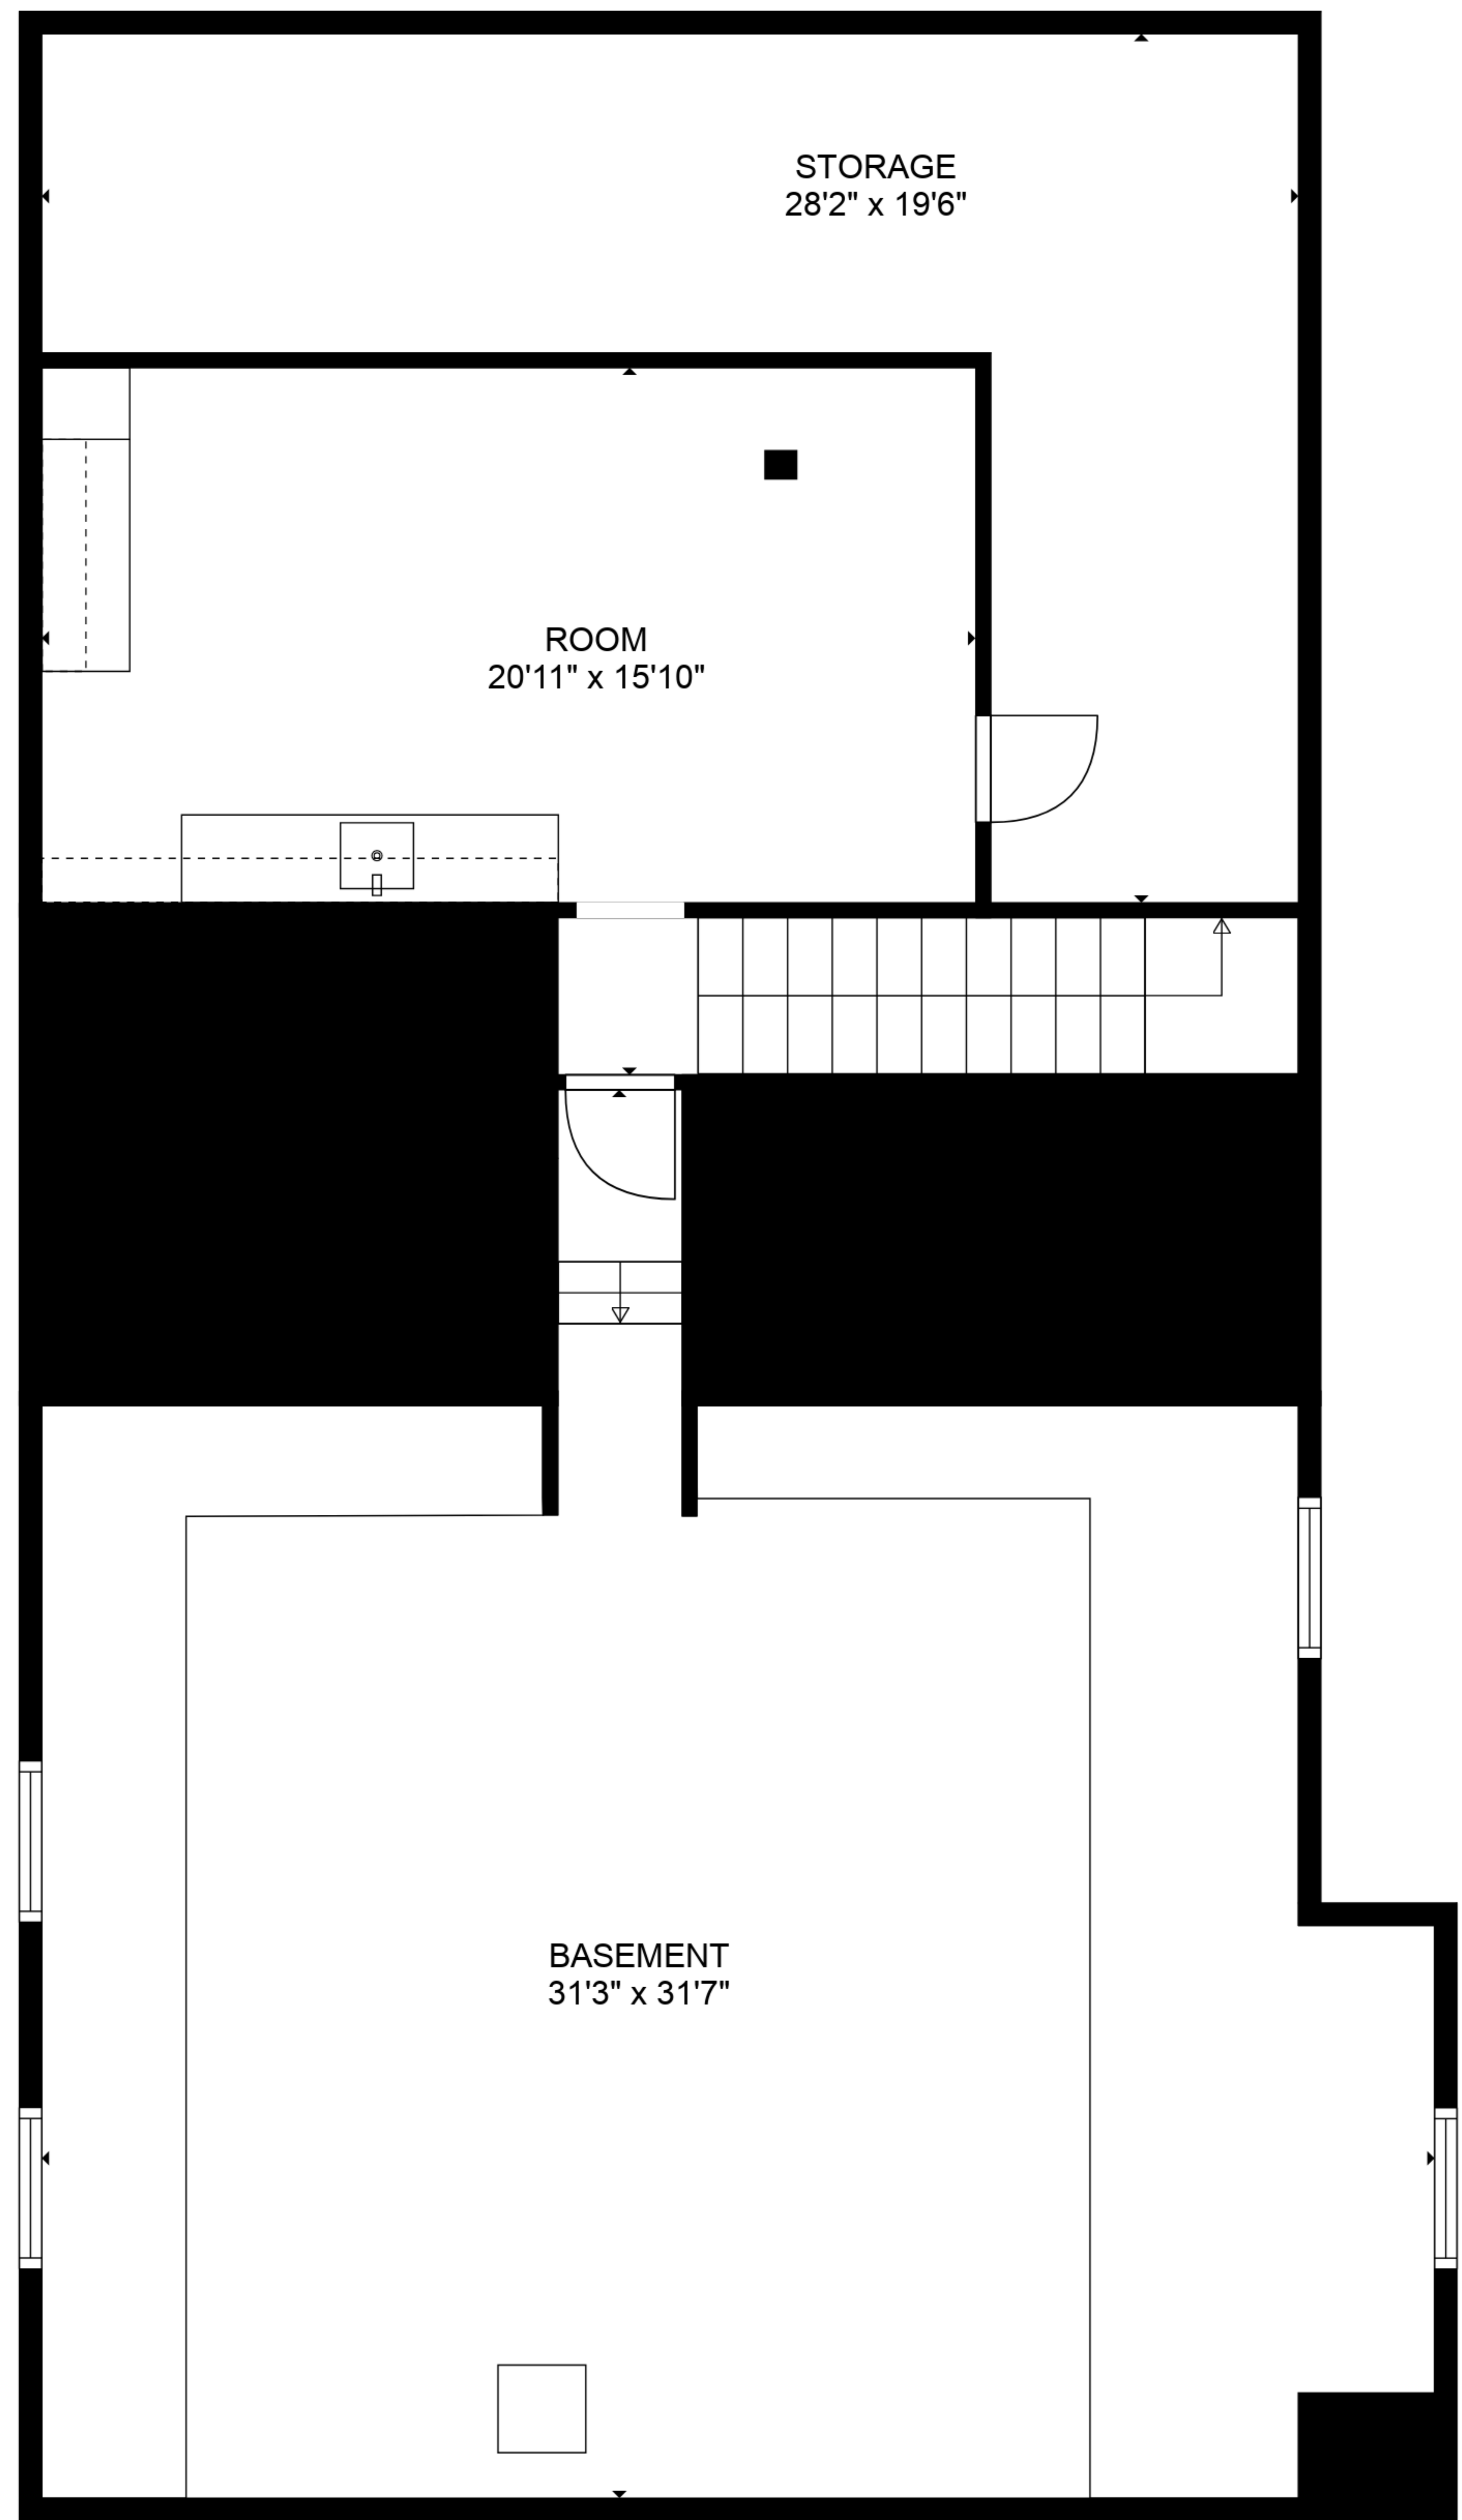 STORAGE
28'2" x 19'6"
ROOM
20'11" x 15'10"
BASEMENT
31'3" x 31'7"